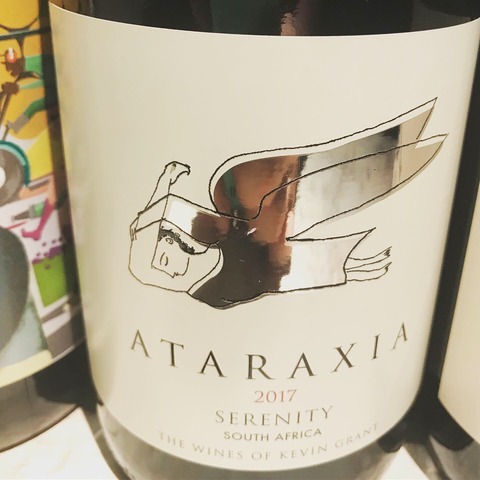 ATARAXIA
2017
SERENITY
SOUTH AFRICA
THE WINES OF KEVIN GRANT